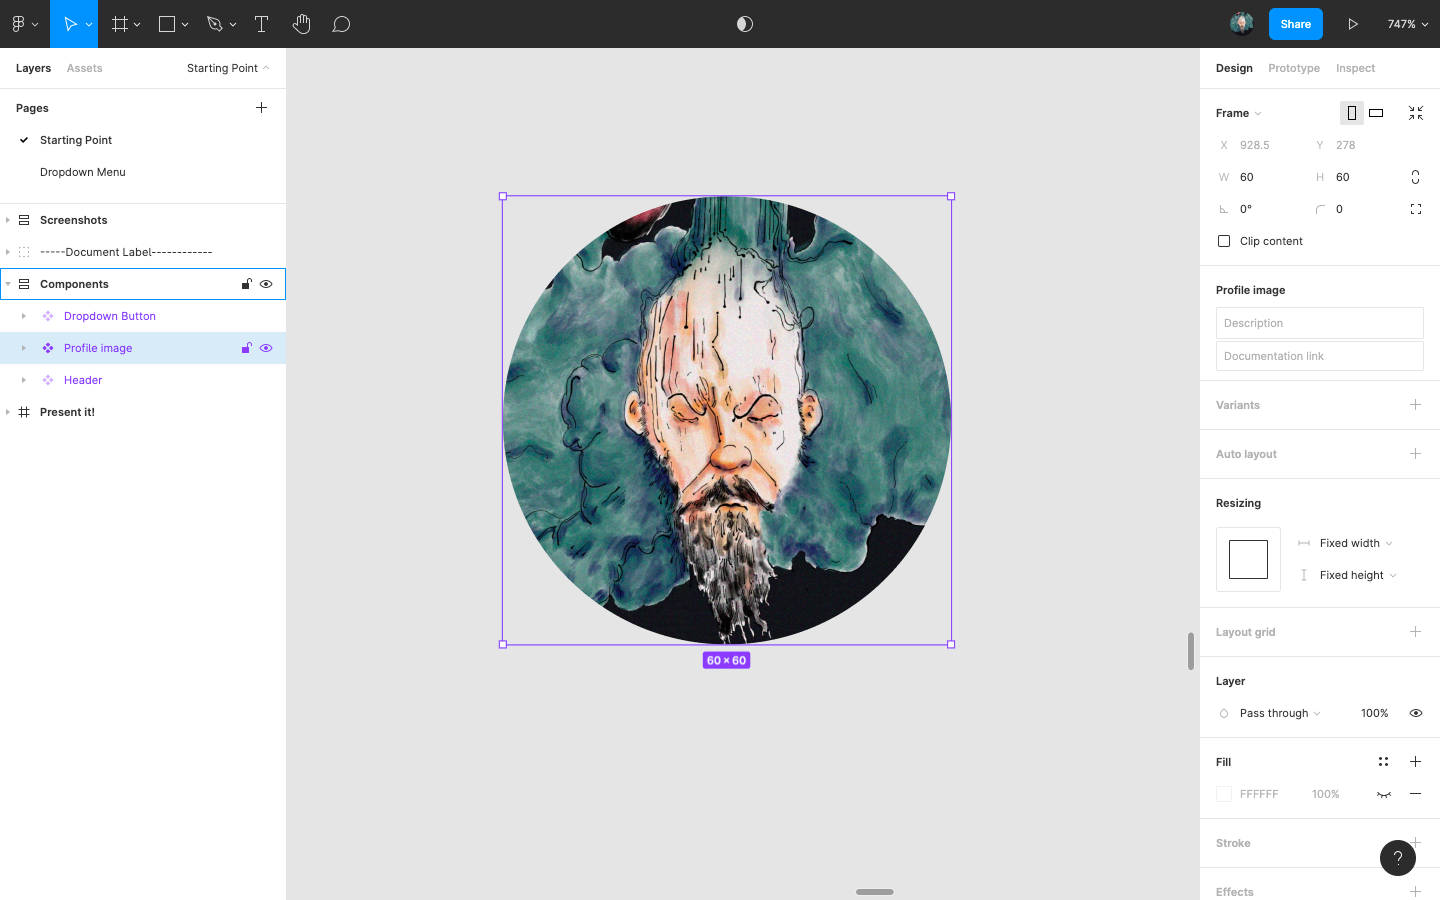 T
Share
747%
Layers Assets Starting Point
Pages
Starting Point
Dropdown Menu
Screenshots
-----Document Label------------
Components
Dropdown Button
Profile image
Header
Present it!
60 × 60
Design Prototype Inspect
Frame
X 928.5 Y 278
W 60 H 60
0° 0
Clip content
Profile image
Description
Documentation link
Variants
Auto layout
Resizing
Fixed width
Fixed height
Layout grid
Layer
Pass through 100%
Fill
FFFFFF 100%
Stroke
?
Effects